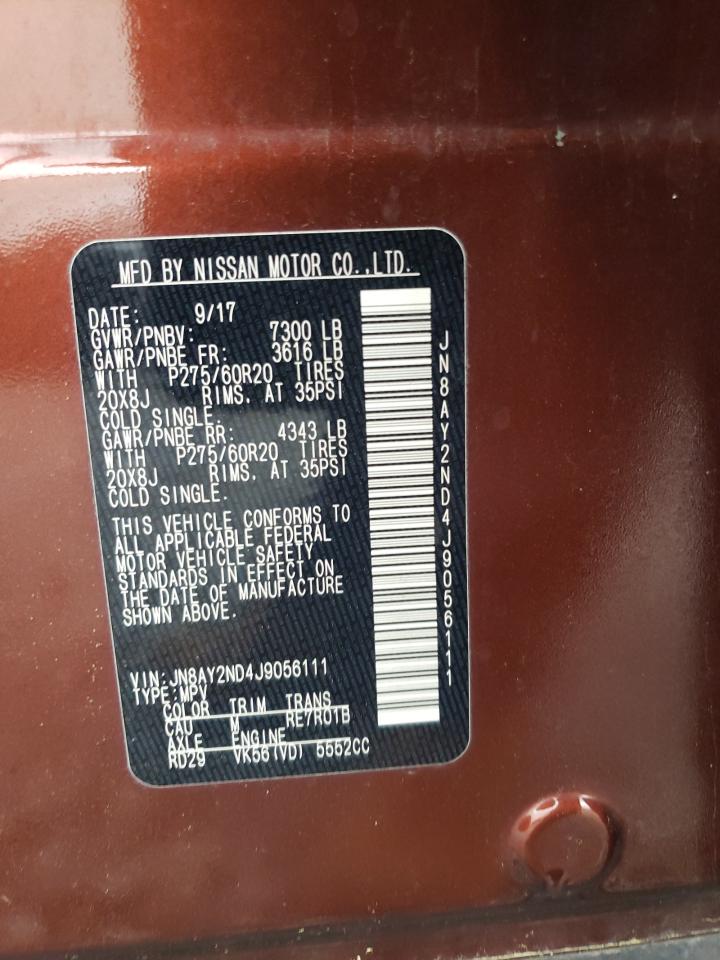 MFD BY NISSAN MOTOR CO.,LTD.
DATE: 9/17
GVWR/PNBV: 7300 LB
GAWR/PNBE FR: 3616 LB
WITH P275/60R20 TIRES
20X8J RIMS. AT 35PSI
COLD SINGLE.
GAWR/PNBE RR: 4343 LB
WITH P275/60R20 TIRES
20X8J RIMS. AT 35PSI
COLD SINGLE.
THIS VEHICLE CONFORMS TO
ALL APPLICABLE FEDERAL
MOTOR VEHICLE SAFETY
STANDARDS IN EFFECT ON
THE DATE OF MANUFACTURE
SHOWN ABOVE.
VIN:JN8AY2ND4J9056111
TYPE:MPV
COLOR TRIM TRANS
CAU M RE7R01B
AXLE ENGINE
RD29 VK56(VD) 5552CC
JN8AY2ND4J9056111